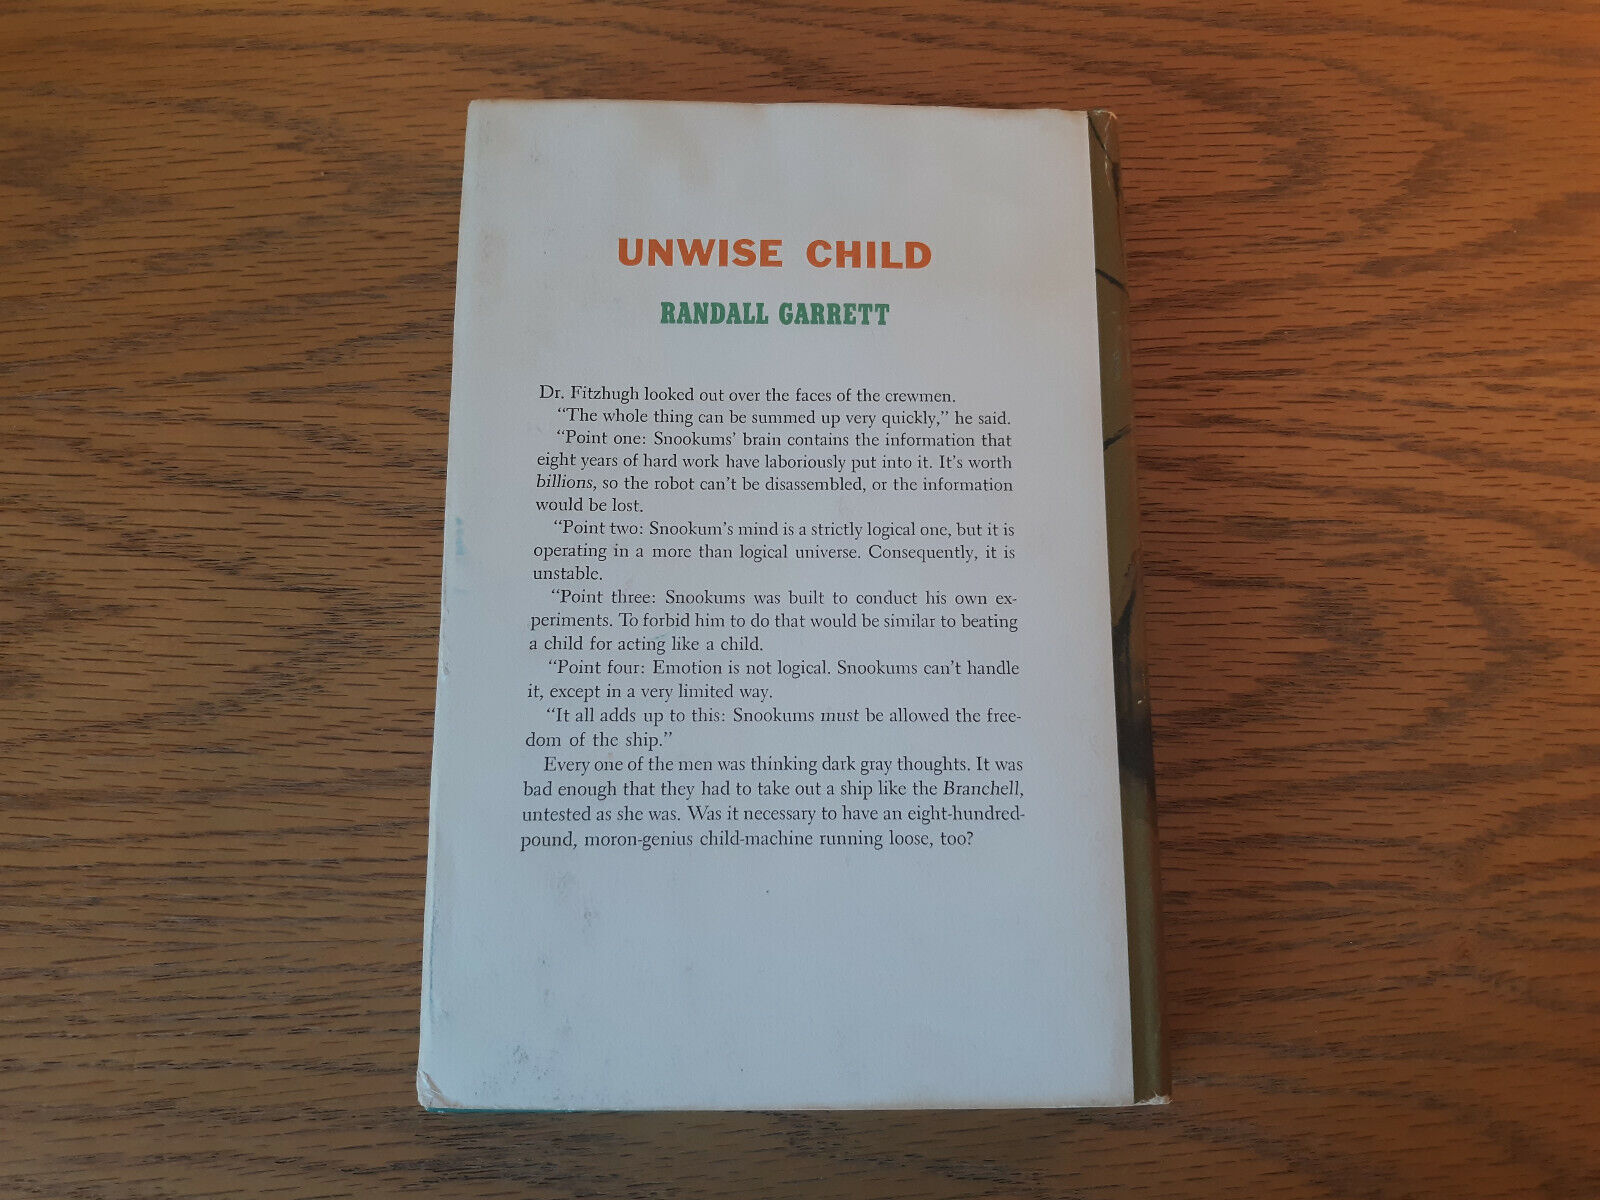 UNWISE CHILD
RANDALL GARRETT
Dr. Fitzhugh looked out over the faces of the crewmen.
“The whole thing can be summed up very quickly,” he said.
“Point one: Snookums’ brain contains the information that
eight years of hard work have laboriously put into it. It’s worth
billions, so the robot can’t be disassembled, or the information
would be lost.
“Point two: Snookum’s mind is a strictly logical one, but it is
operating in a more than logical universe. Consequently, it is
unstable.
“Point three: Snookums was built to conduct his own ex-
periments. To forbid him to do that would be similar to beating
a child for acting like a child.
“Point four: Emotion is not logical. Snookums can’t handle
it, except in a very limited way.
“It all adds up to this: Snookums must be allowed the free-
dom of the ship.”
Every one of the men was thinking dark gray thoughts. It was
bad enough that they had to take out a ship like the Branchell,
untested as she was. Was it necessary to have an eight-hundred-
pound, moron-genius child-machine running loose, too?